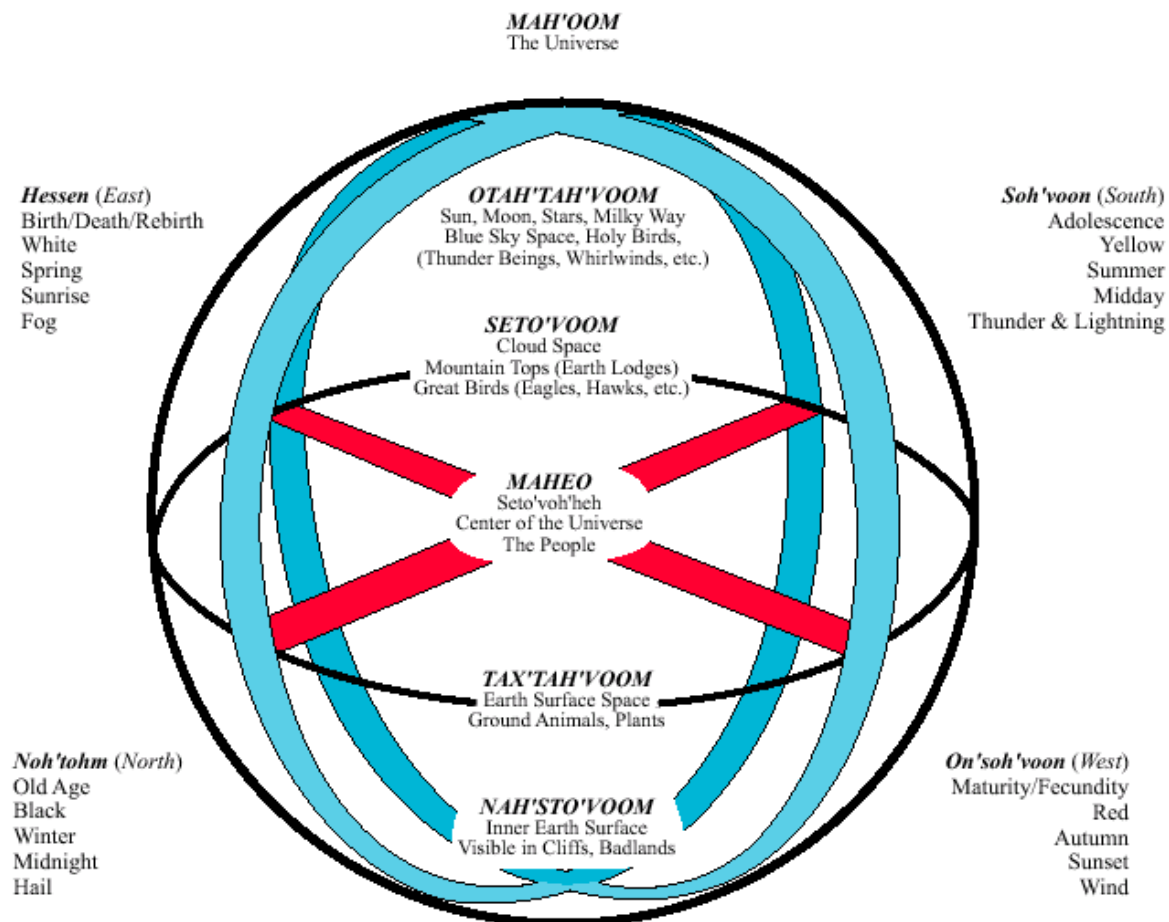 MAH'OOM
The Universe
Hessen (East)
Birth/Death/Rebirth
White
Spring
Sunrise
Fog
OTAH'TAH'VOOM
Sun, Moon, Stars, Milky Way
Blue Sky Space, Holy Birds,
(Thunder Beings, Whirlwinds, etc.)
Soh'voon (South)
Adolescence
Yellow
Summer
Midday
Thunder & Lightning
SETO'VOOM
Cloud Space
Mountain Tops (Earth Lodges)
Great Birds (Eagles, Hawks, etc.)
MAHEO
Seto'voh'heh
Center of the Universe
The People
TAX'TAH'VOOM
Earth Surface Space
Ground Animals, Plants
Noh'tohm (North)
Old Age
Black
Winter
Midnight
Hail
NAH'STO'VOOM
Inner Earth Surface
Visible in Cliffs, Badlands
On'soh'voon (West)
Maturity/Fecundity
Red
Autumn
Sunset
Wind